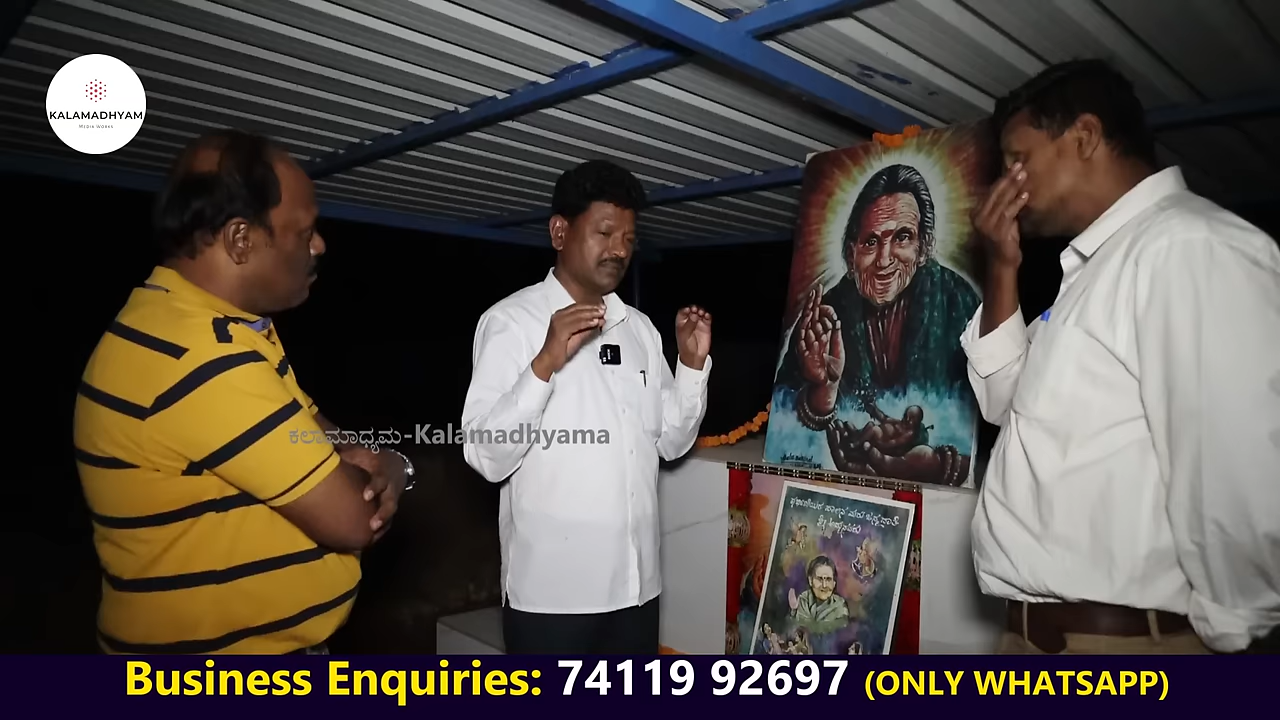 KALAMADHYAM
MEDIA WORKS
ಕಲಾಮಾಧ್ಯಮ-Kalamadhyama
Business Enquiries: 74119 92697 (ONLY WHATSAPP)